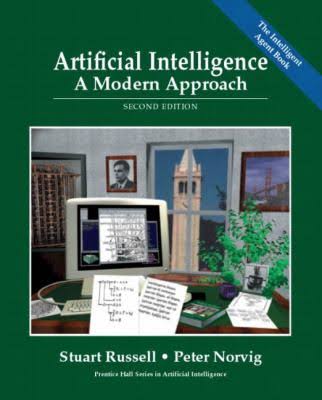 The Intelligent
Agent Book
Artificial Intelligence
A Modern Approach
SECOND EDITION
Stuart Russell • Peter Norvig
Prentice Hall Series in Artificial Intelligence